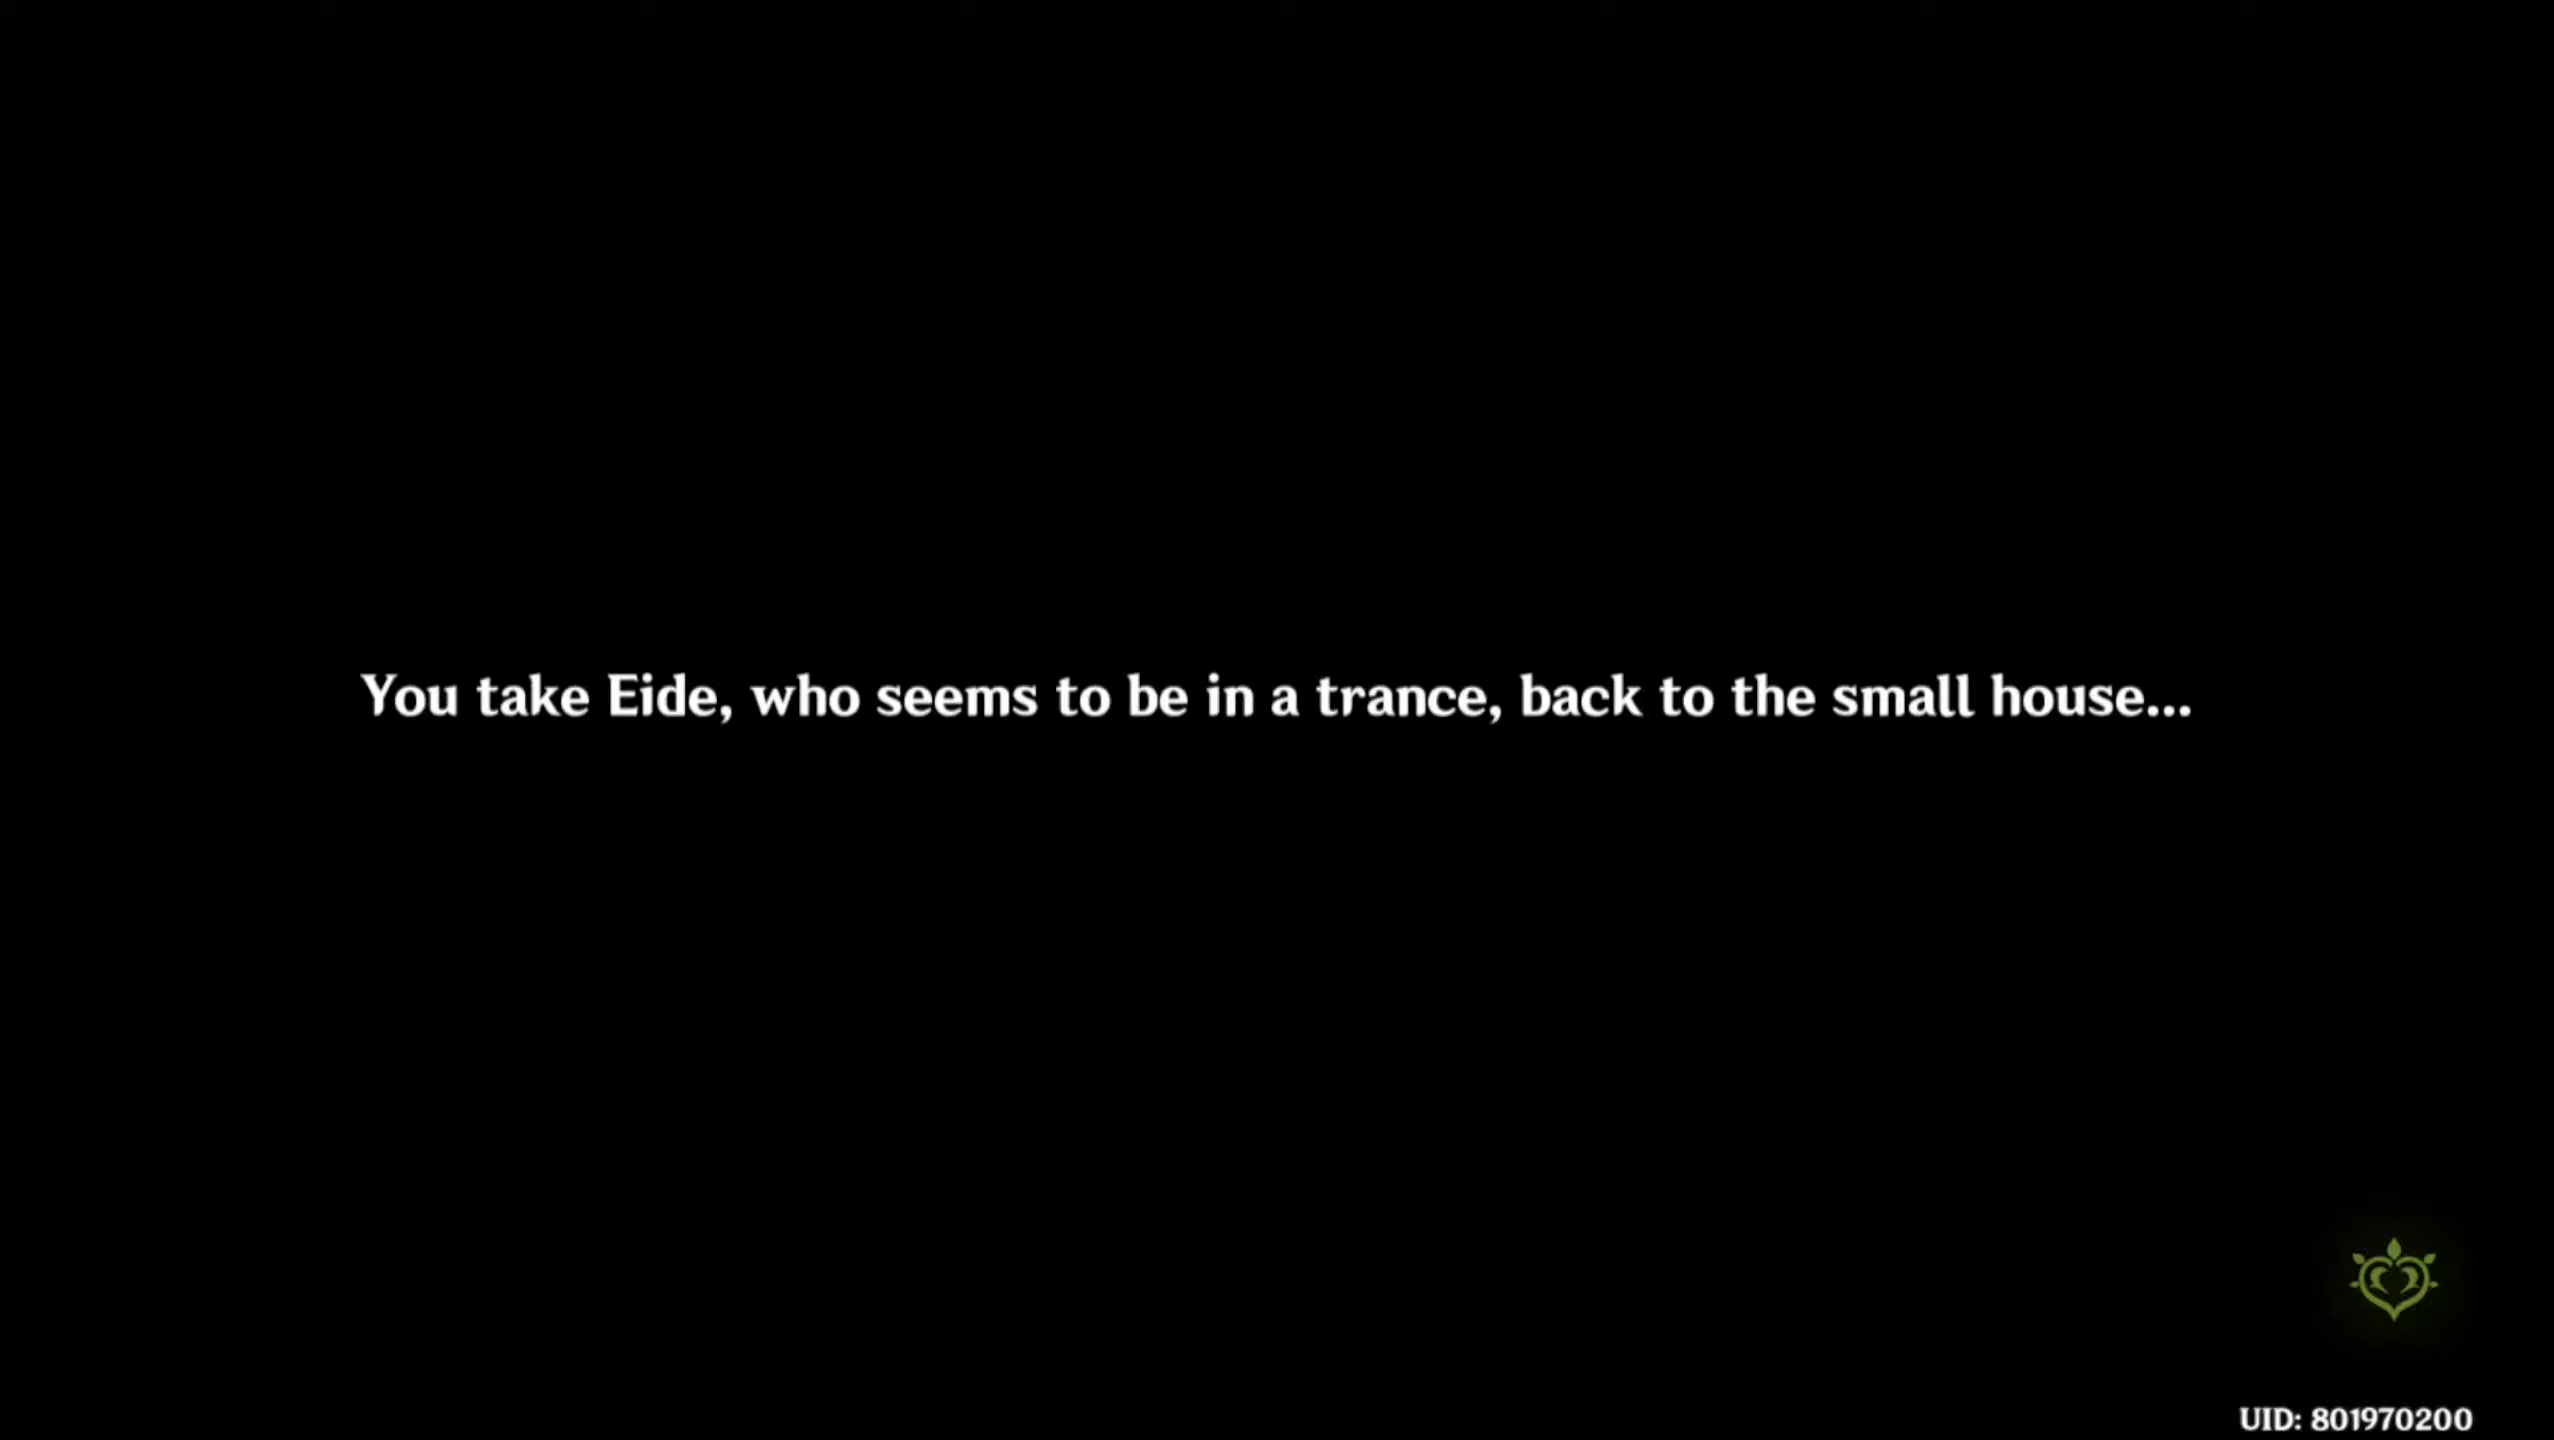 You take Eide, who seems to be in a trance, back to the small house...
UID: 801970200